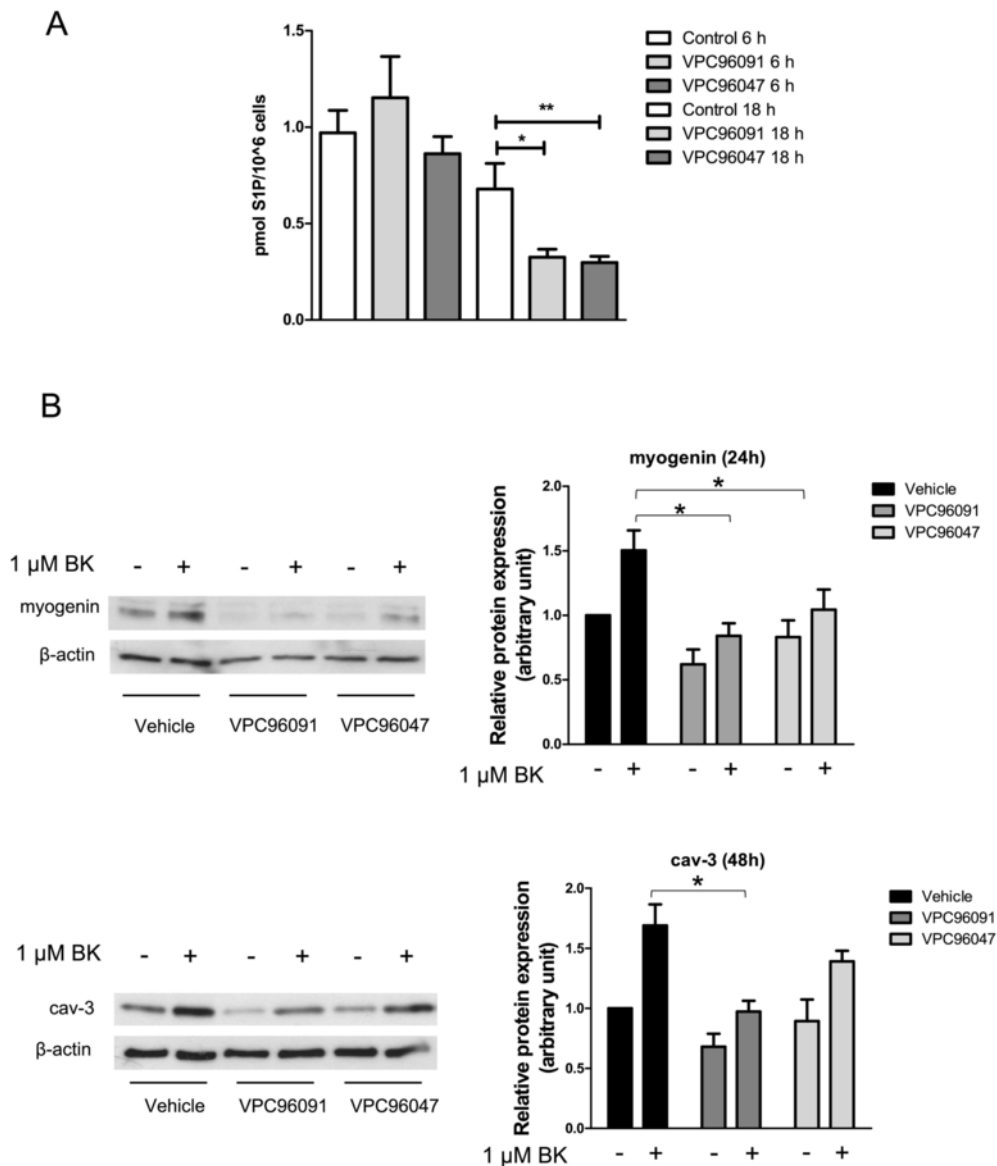 A
1.5
1.0
0.5
0.0
pmol S1P/10^6 cells
*
**
Control 6 h
VPC96091 6 h
VPC96047 6 h
Control 18 h
VPC96091 18 h
VPC96047 18 h
B
1 µM BK - + - + - +
myogenin
β-actin
Vehicle VPC96091 VPC96047
myogenin (24h)
2.0
1.5
1.0
0.5
0.0
Relative protein expression
(arbitrary unit)
*
*
Vehicle
VPC96091
VPC96047
1 µM BK - + - + - +
1 µM BK - + - + - +
cav-3
β-actin
Vehicle VPC96091 VPC96047
cav-3 (48h)
2.0
1.5
1.0
0.5
0.0
Relative protein expression
(arbitrary unit)
*
Vehicle
VPC96091
VPC96047
1 µM BK - + - + - +